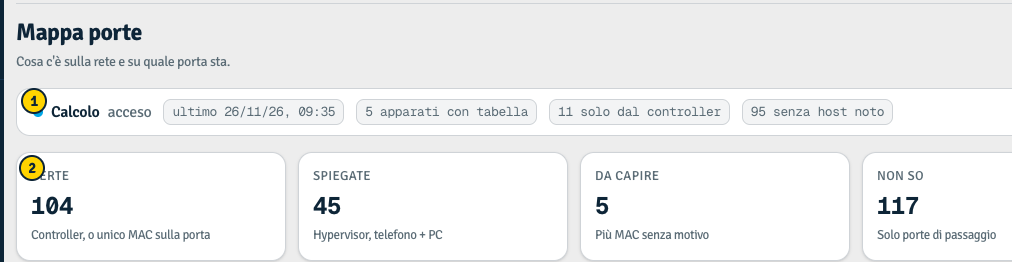 Mappa porte
Cosa c'è sulla rete e su quale porta sta.
1 Calcolo acceso ultimo 26/11/26, 09:35 5 apparati con tabella 11 solo dal controller 95 senza host noto
2 ERTE SPIEGATE DA CAPIRE NON SO
104 45 5 117
Controller, o unico MAC sulla porta Hypervisor, telefono + PC Più MAC senza motivo Solo porte di passaggio